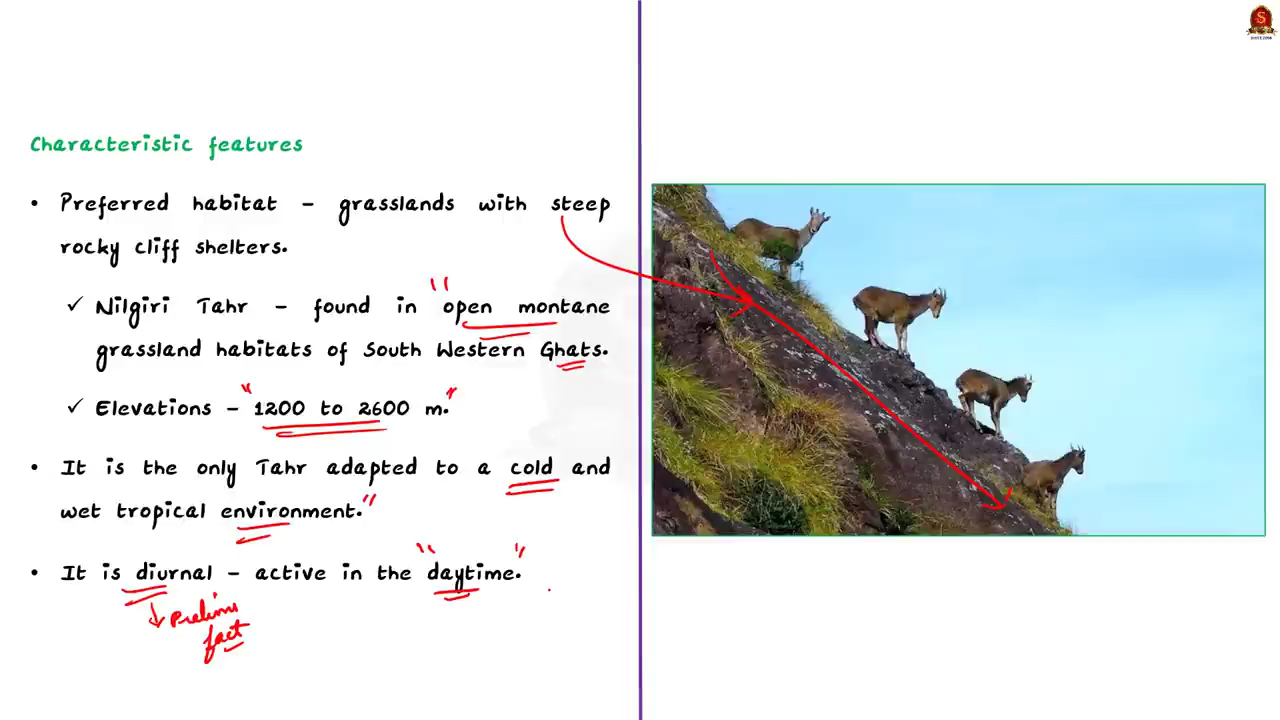 Characteristic features
• Preferred habitat - grasslands with steep
rocky cliff shelters.
✓ Nilgiri Tahr - found in "open montane
grassland habitats of South Western Ghats.
✓ Elevations - "1200 to 2600 m."
• It is the only Tahr adapted to a cold and
wet tropical environment."
• It is diurnal - active in the "daytime."
Prelims
fact
S
SINCE 2004